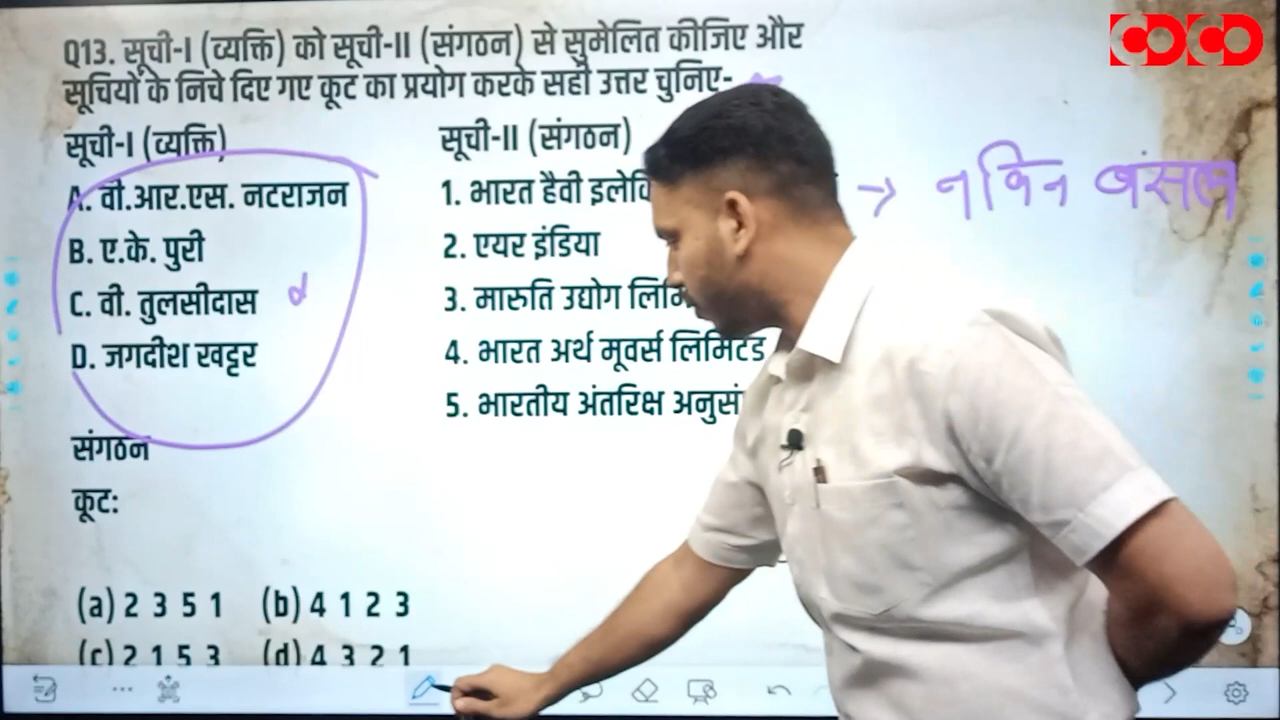 Q13. सूची-I (व्यक्ति) को सूची-II (संगठन) से सुमेलित कीजिए और
सूचियों के निचे दिए गए कूट का प्रयोग करके सही उत्तर चुनिए-
सूची-I (व्यक्ति)
सूची-II (संगठन)
A. वी.आर.एस. नटराजन
1. भारत हैवी
B. ए.के. पुरी
2. एयर इंडिया
C. वी. तुलसीदास
3. मारुति उद्योग
D. जगदीश खट्टर
4. भारत अर्थ मूवर्स लिमिटेड
5. भारतीय अंतरिक्ष
→ नविन बंसल
d
संगठन
कूट:
(a) 2 3 5 1 (b) 4 1 2 3
(c) 2 1 5 3 (d) 4 3 2 1